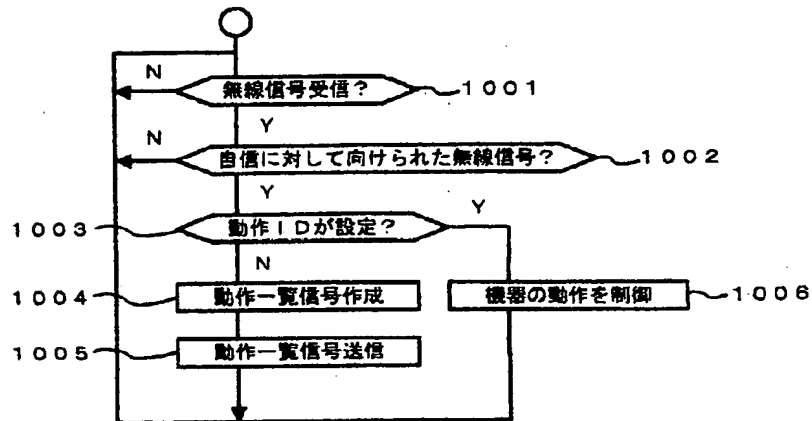 N
無線信号受信?
1001
Y
N
自信に対して向けられた無線信号?
1002
Y
Y
1003
動作IDが設定?
N
1004
動作一覧信号作成
機器の動作を制御
1006
1005
動作一覧信号送信